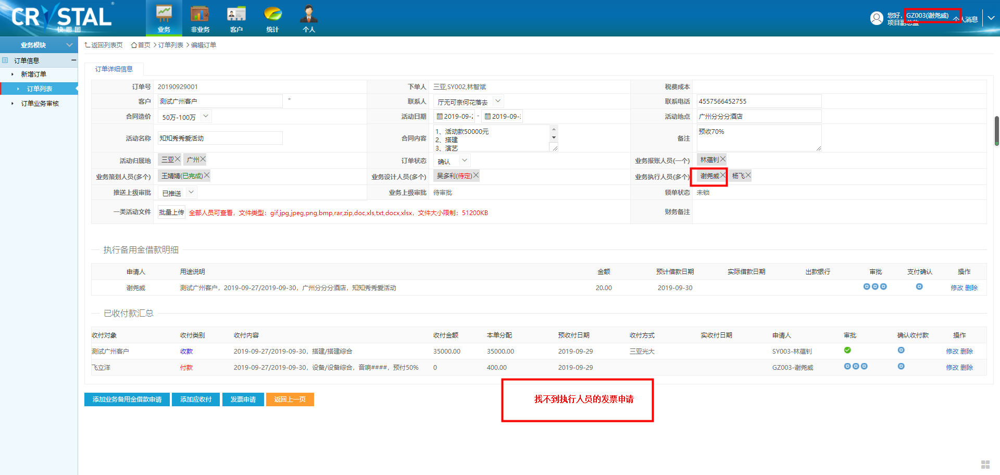 CRYSTAL
快思图
®
业务
非业务
客户
统计
个人
您好，GZ003(谢尧威)
项目副总监
个人消息
业务模块
订单信息
新增订单
订单列表
订单业务审核
返回列表页 首页 订单列表 编辑订单
订单详细信息
订单号 20190929001 下单人 三亚,SY002,林智斌 税费成本
客户 测试广州客户 * 联系人 厅无可奈何花落去 联系电话 4557566452755
合同造价 50万-100万 活动日期 2019-09-2 - 2019-09-3 活动地点 广州分分分酒店
活动名称 知知秀秀爱活动 合同内容 1、活动款50000元
2、搭建
3、演艺
备注 预收70%
活动归属地 三亚 广州 订单状态 确认 业务报账人员(一个) 林蕴钊
业务策划人员(多个) 王婧婧(已完成) 业务设计人员(多个) 吴多利(待定) 业务执行人员(多个) 谢尧威 杨飞
推送上级审批 已推送 业务上级审批 待审批 锁单状态 未锁
一类活动文件 批量上传 全部人员可查看，文件类型：gif,jpg,jpeg,png,bmp,rar,zip,doc,xls,txt,docx,xlsx，文件大小限制：51200KB 财务备注
执行备用金借款明细
申请人 用途说明 金额 预计借款日期 实际借款日期 出款银行 审批 支付确认 操作
谢尧威 测试广州客户，2019-09-27/2019-09-30，广州分分分酒店，知知秀秀爱活动 20.00 2019-09-30 修改 删除
已收付款汇总
收付对象 收付类别 收付内容 收付金额 本单分配 预收付日期 收付方式 实收付日期 申请人 审批 确认收付款 操作
测试广州客户 收款 2019-09-27/2019-09-30，搭建/搭建综合 35000.00 35000.00 2019-09-29 三亚光大 SY003-林蕴钊 修改 删除
飞立洋 付款 2019-09-27/2019-09-30，设备/设备综合，音响####，预付50% 0 400.00 2019-09-29 GZ003-谢尧威 修改 删除
添加业务备用金借款申请 添加应收付 发票申请 返回上一页
找不到执行人员的发票申请